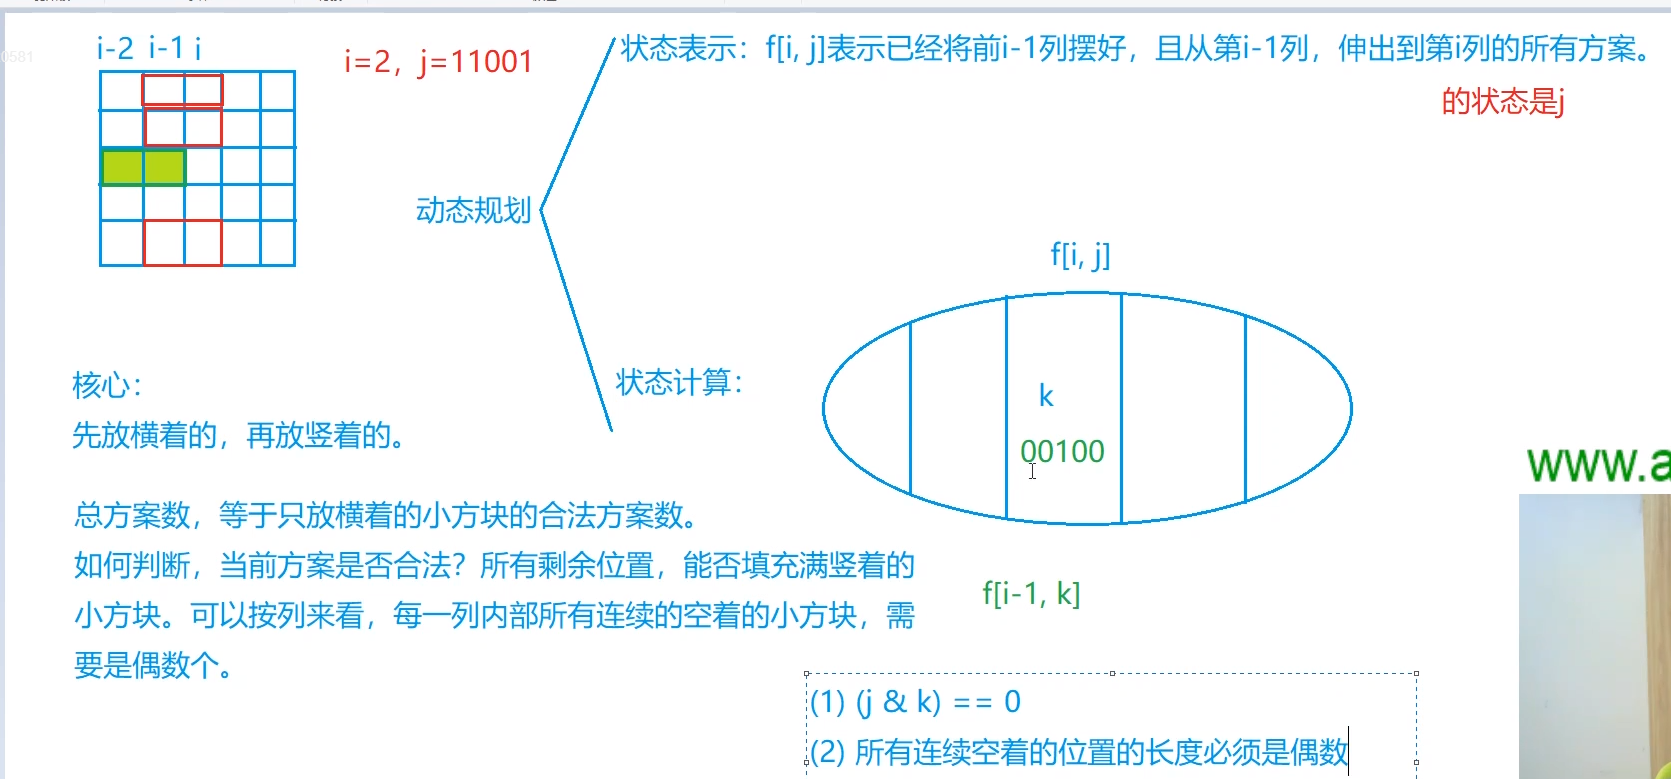 0581
i-2 i-1 i
i=2，j=11001
状态表示：f[i, j]表示已经将前i-1列摆好，且从第i-1列，伸出到第i列的所有方案。
的状态是j
动态规划
f[i, j]
状态计算：
k
00100
核心：
先放横着的，再放竖着的。
总方案数，等于只放横着的小方块的合法方案数。
如何判断，当前方案是否合法？所有剩余位置，能否填充满竖着的
小方块。可以按列来看，每一列内部所有连续的空着的小方块，需
要是偶数个。
f[i-1, k]
www.a
(1) (j & k) == 0
(2) 所有连续空着的位置的长度必须是偶数